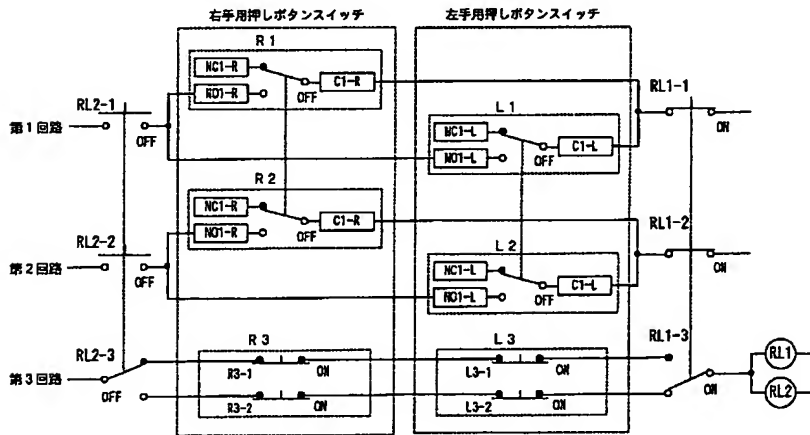 右手用押しボタンスイッチ 左手用押しボタンスイッチ
R1
NC1-R
C1-R
NO1-R
OFF
RL2-1
RL1-1
第1回路
OFF
ON
L1
NC1-L
C1-L
NO1-L
OFF
R2
NC1-R
C1-R
NO1-R
OFF
RL2-2
RL1-2
第2回路
OFF
ON
L2
NC1-L
C1-L
NO1-L
OFF
R3
L3
RL2-3
RL1-3
第3回路
OFF
R3-1
ON
L3-1
ON
R3-2
ON
L3-2
ON
ON
RL1
RL2